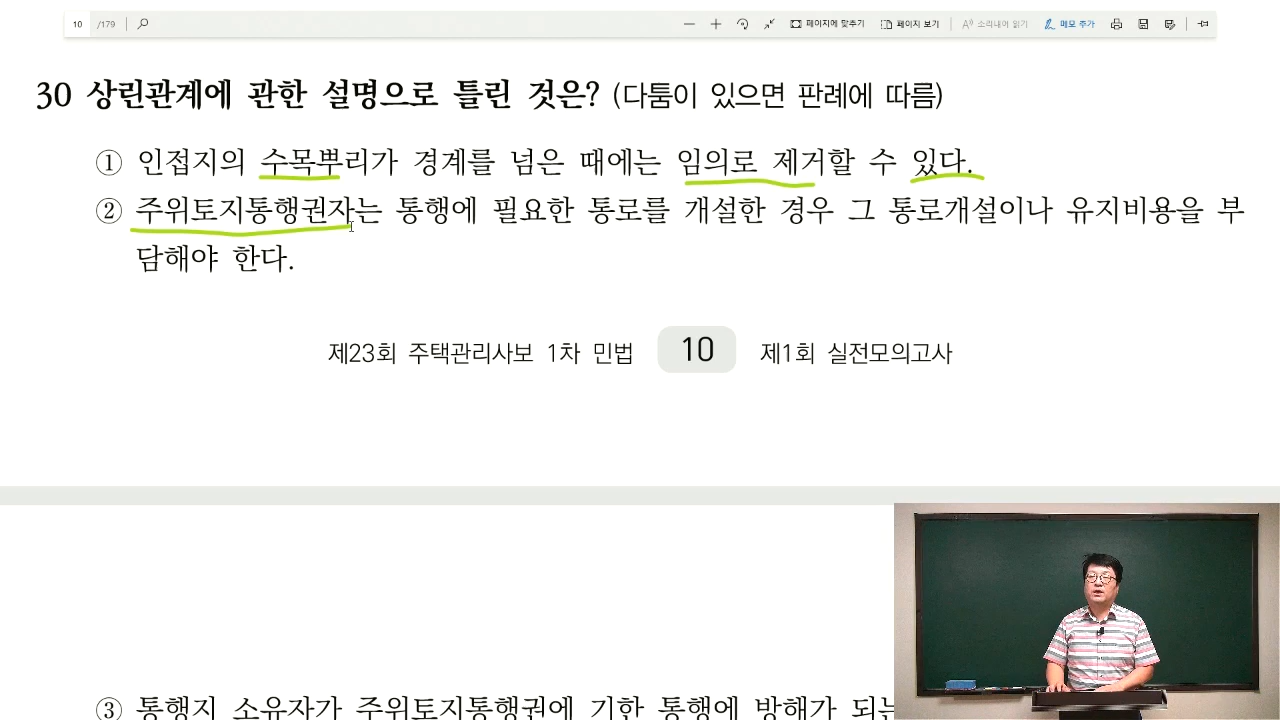 10 /179 페이지에 맞추기 페이지 보기 소리내어 읽기 메모 추가
30 상린관계에 관한 설명으로 틀린 것은? (다툼이 있으면 판례에 따름)
① 인접지의 수목뿌리가 경계를 넘은 때에는 임의로 제거할 수 있다.
② 주위토지통행권자는 통행에 필요한 통로를 개설한 경우 그 통로개설이나 유지비용을 부
담해야 한다.
제23회 주택관리사보 1차 민법 10 제1회 실전모의고사
③ 통행지 소유자가 주위토지통행권에 기한 통행에 방해가 되는